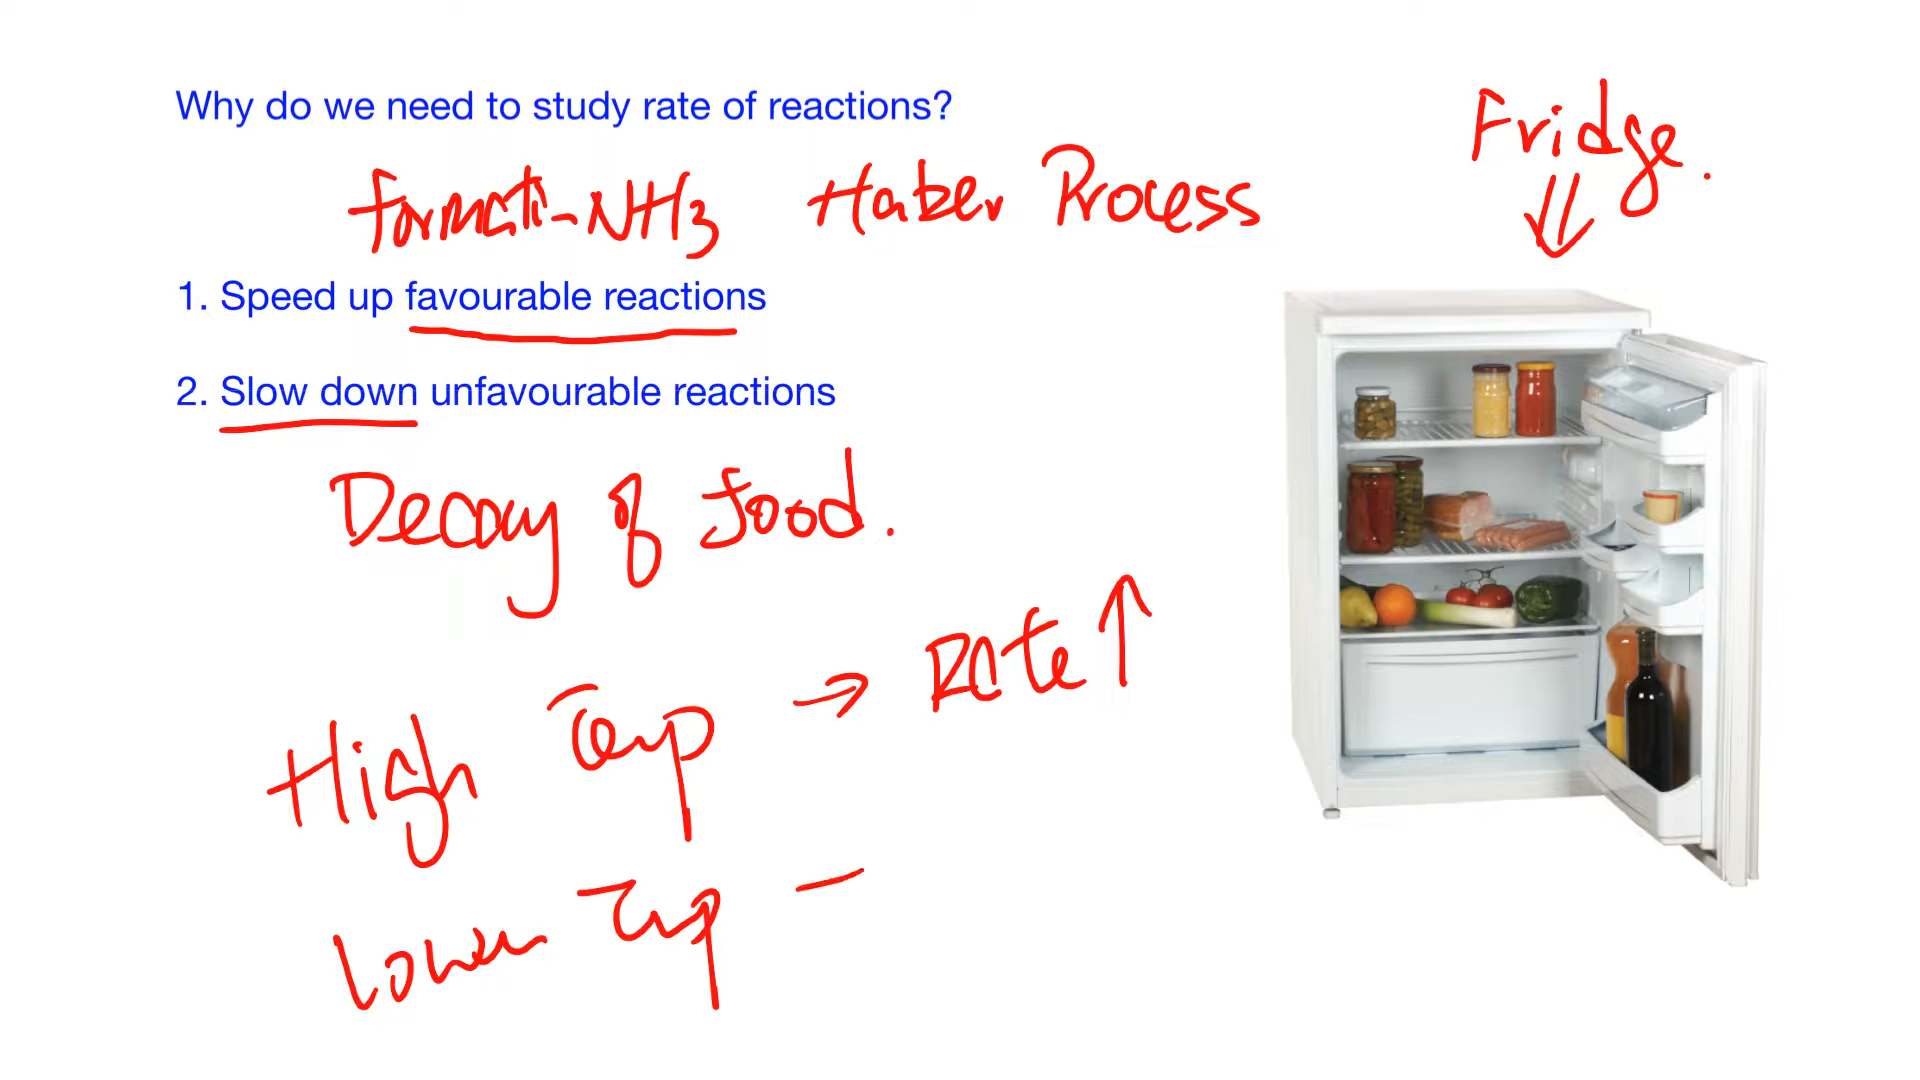 Why do we need to study rate of reactions?
Fridge.
Formati-NH3 Haber Process
1. Speed up favourable reactions
2. Slow down unfavourable reactions
Decay of food.
High Temp → Rate ↑
Lower Temp –